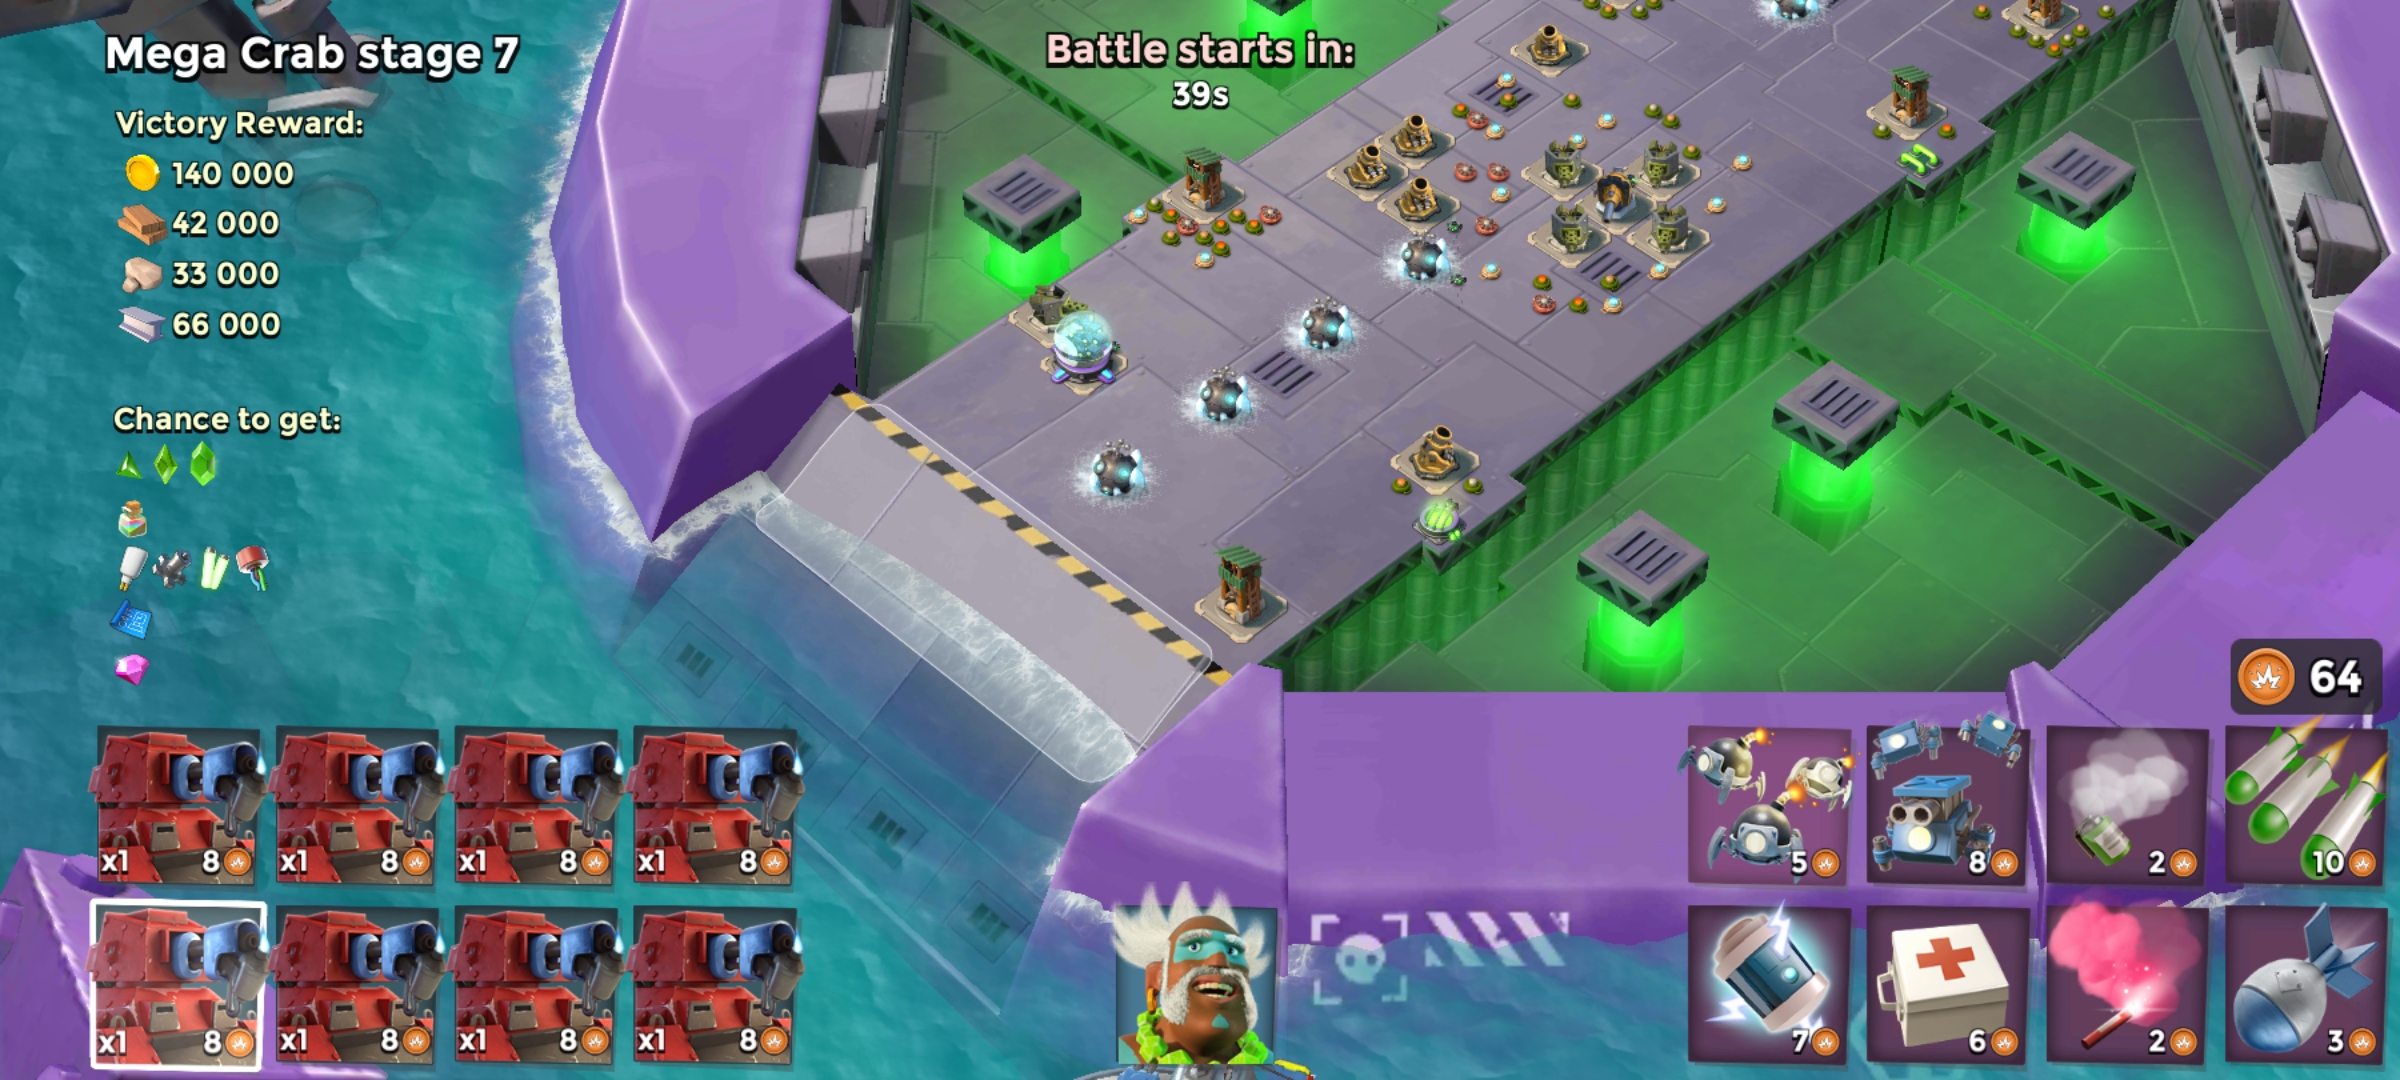 Mega Crab stage 7
Battle starts in:
39s
Victory Reward:
140 000
42 000
33 000
66 000
Chance to get:
64
x1 8
x1 8
x1 8
x1 8
5
8
2
10
x1 8
x1 8
x1 8
x1 8
7
6
2
3